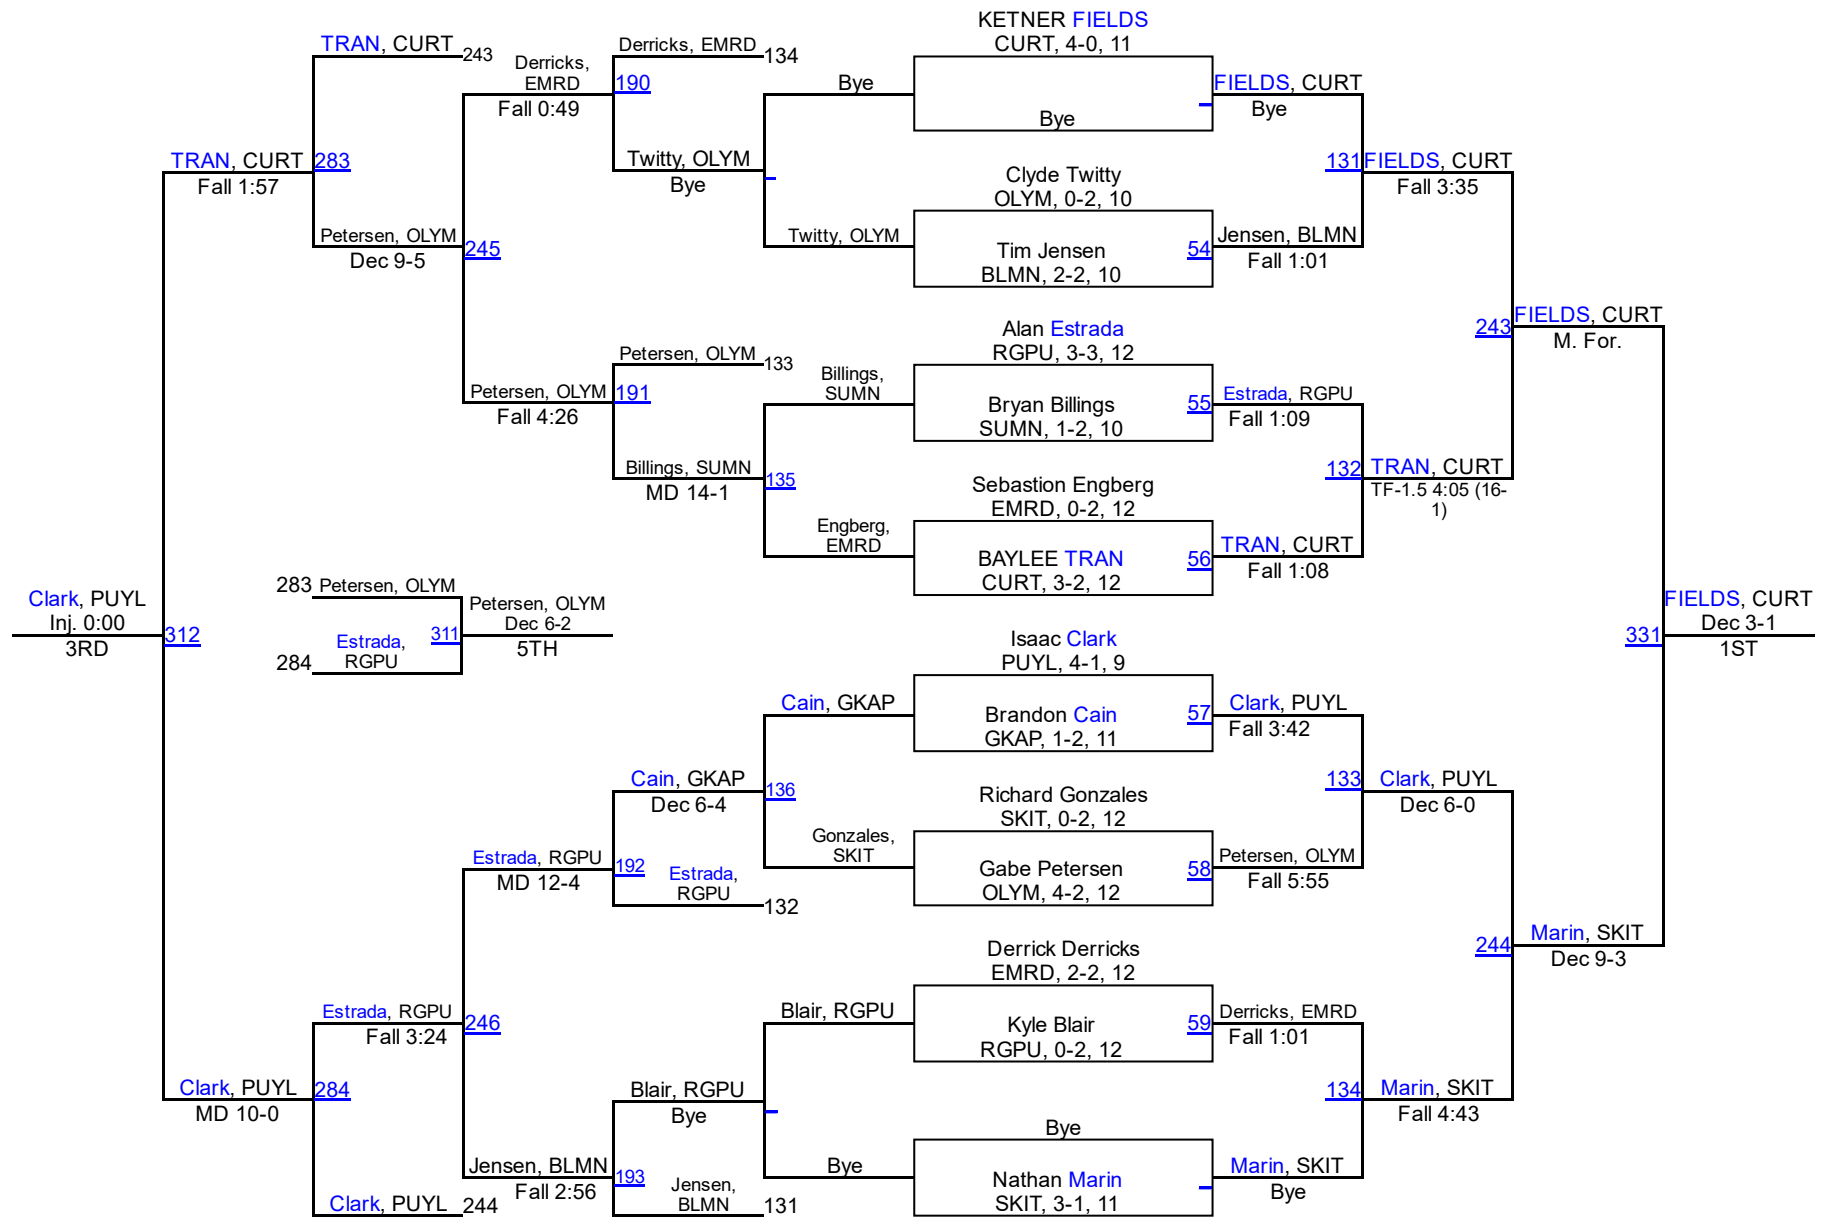 KETNER FIELDS
CURT, 4-0, 11
Bye
Clyde Twitty
OLYM, 0-2, 10
Tim Jensen
BLMN, 2-2, 10
54
Alan Estrada
RGPU, 3-3, 12
Bryan Billings
SUMN, 1-2, 10
55
Sebastion Engberg
EMRD, 0-2, 12
BAYLEE TRAN
CURT, 3-2, 12
56
Isaac Clark
PUYL, 4-1, 9
Brandon Cain
GKAP, 1-2, 11
57
Richard Gonzales
SKIT, 0-2, 12
Gabe Petersen
OLYM, 4-2, 12
58
Derrick Derricks
EMRD, 2-2, 12
Kyle Blair
RGPU, 0-2, 12
59
Bye
Nathan Marin
SKIT, 3-1, 11
FIELDS, CURT
Bye
Jensen, BLMN
Fall 1:01
Estrada, RGPU
Fall 1:09
TRAN, CURT
Fall 1:08
Clark, PUYL
Fall 3:42
Petersen, OLYM
Fall 5:55
Derricks, EMRD
Fall 1:01
Marin, SKIT
Bye
131
FIELDS, CURT
Fall 3:35
132
TRAN, CURT
TF-1.5 4:05 (16-
1)
133
Clark, PUYL
Dec 6-0
134
Marin, SKIT
Fall 4:43
243
FIELDS, CURT
M. For.
244
Marin, SKIT
Dec 9-3
331
FIELDS, CURT
Dec 3-1
1ST
Bye
Twitty, OLYM
Billings,
SUMN
Engberg,
EMRD
Cain, GKAP
Gonzales,
SKIT
Blair, RGPU
Bye
Derricks, EMRD
134
Twitty, OLYM
Bye
Petersen, OLYM
133
Billings, SUMN
MD 14-1
135
Cain, GKAP
Dec 6-4
136
Estrada,
RGPU
132
Blair, RGPU
Bye
Jensen,
BLMN
131
Derricks,
EMRD
Fall 0:49
190
Petersen, OLYM
Fall 4:26
191
Estrada, RGPU
MD 12-4
192
Jensen, BLMN
Fall 2:56
193
TRAN, CURT
243
Petersen, OLYM
Dec 9-5
245
Estrada, RGPU
Fall 3:24
246
Clark, PUYL
244
TRAN, CURT
Fall 1:57
283
Clark, PUYL
MD 10-0
284
283 Petersen, OLYM
284
Estrada,
RGPU
311
Petersen, OLYM
Dec 6-2
5TH
Clark, PUYL
Inj. 0:00
3RD
312